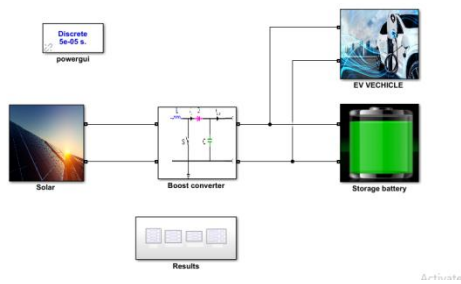 Discrete
5e-05 s.
powergui
EV VECHICLE
Solar
Boost converter
Storage battery
Results
Activate